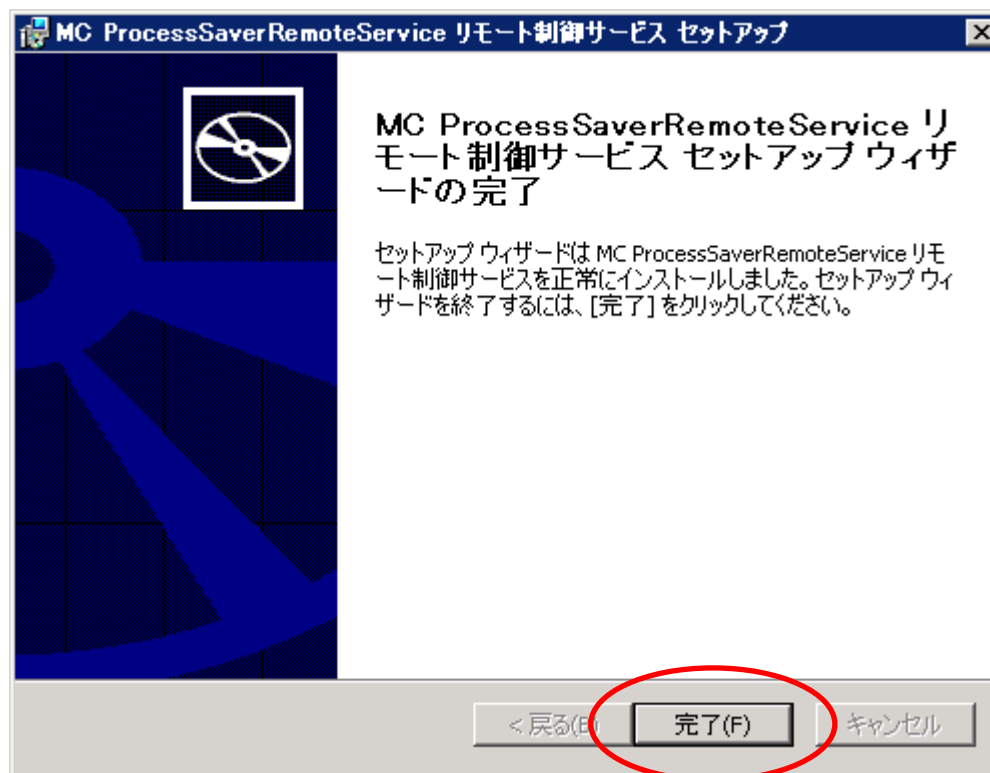 MC ProcessSaverRemoteService リモート制御サービス セットアップ
MC ProcessSaverRemoteService リ
モート制御サービス セットアップ ウィザ
ードの完了
セットアップ ウィザードは MC ProcessSaverRemoteService リモ
ート制御サービスを正常にインストールしました。セットアップ ウィ
ザードを終了するには、[完了] をクリックしてください。
< 戻る(B)
完了(F)
キャンセル